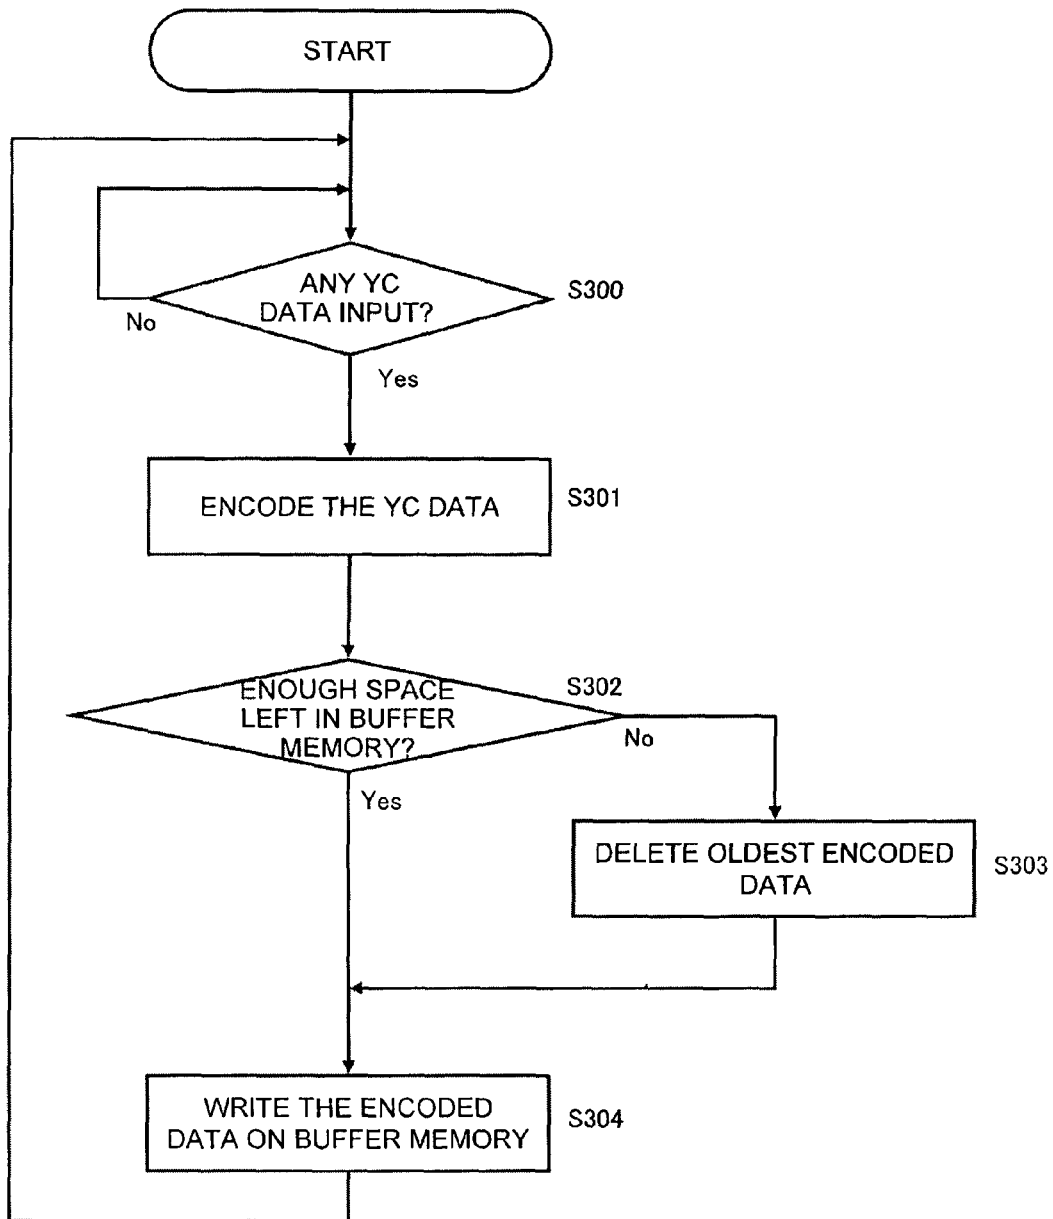 START
ANY YC
DATA INPUT?
S300
No
Yes
ENCODE THE YC DATA
S301
ENOUGH SPACE
LEFT IN BUFFER
MEMORY?
S302
No
Yes
DELETE OLDEST ENCODED
DATA
S303
WRITE THE ENCODED
DATA ON BUFFER MEMORY
S304